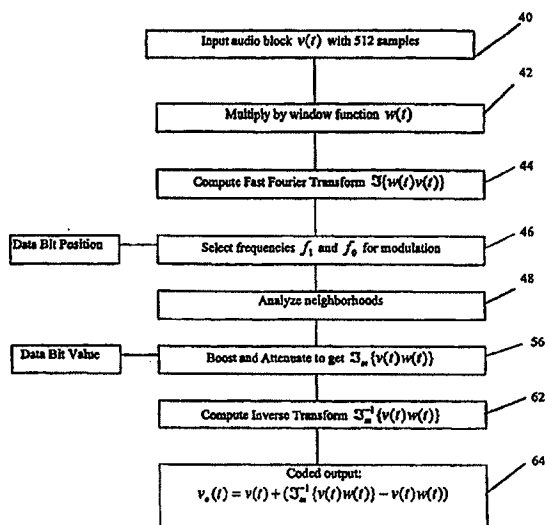 40
Input audio block v(t) with 512 samples
42
Multiply by window function w(t)
44
Compute Fast Fourier Transform ℑ{w(t)v(t)}
46
Data Bit Position
Select frequencies f₁ and f₀ for modulation
48
Analyze neighborhoods
56
Data Bit Value
Boost and Attenuate to get ℑₘ{v(t)w(t)}
62
Compute Inverse Transform ℑₘ⁻¹{v(t)w(t)}
64
Coded output:
vₒ(t) = v(t) + (ℑₘ⁻¹{v(t)w(t)} − v(t)w(t))